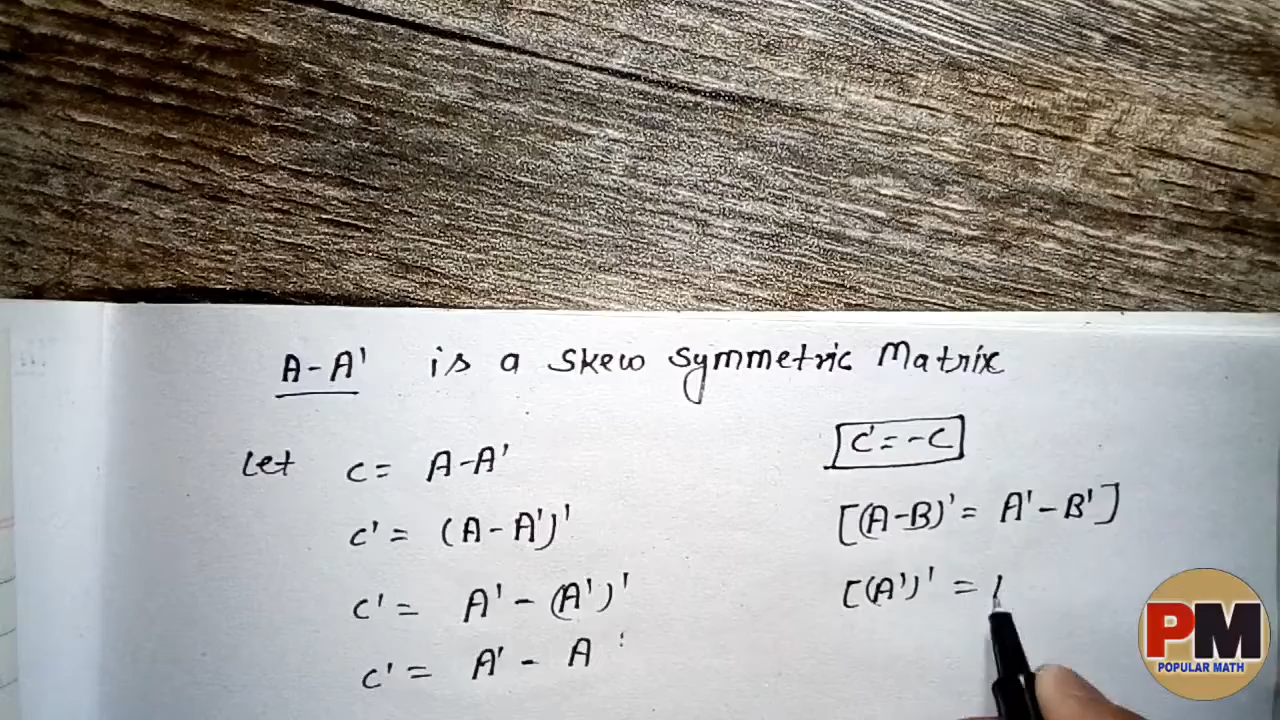 A-A' is a skew symmetric Matrix
C' = -C
Let C = A-A'
[(A-B)' = A'-B']
C' = (A-A')'
[(A')' =
C' = A' - (A')'
C' = A' - A
PM
POPULAR MATH